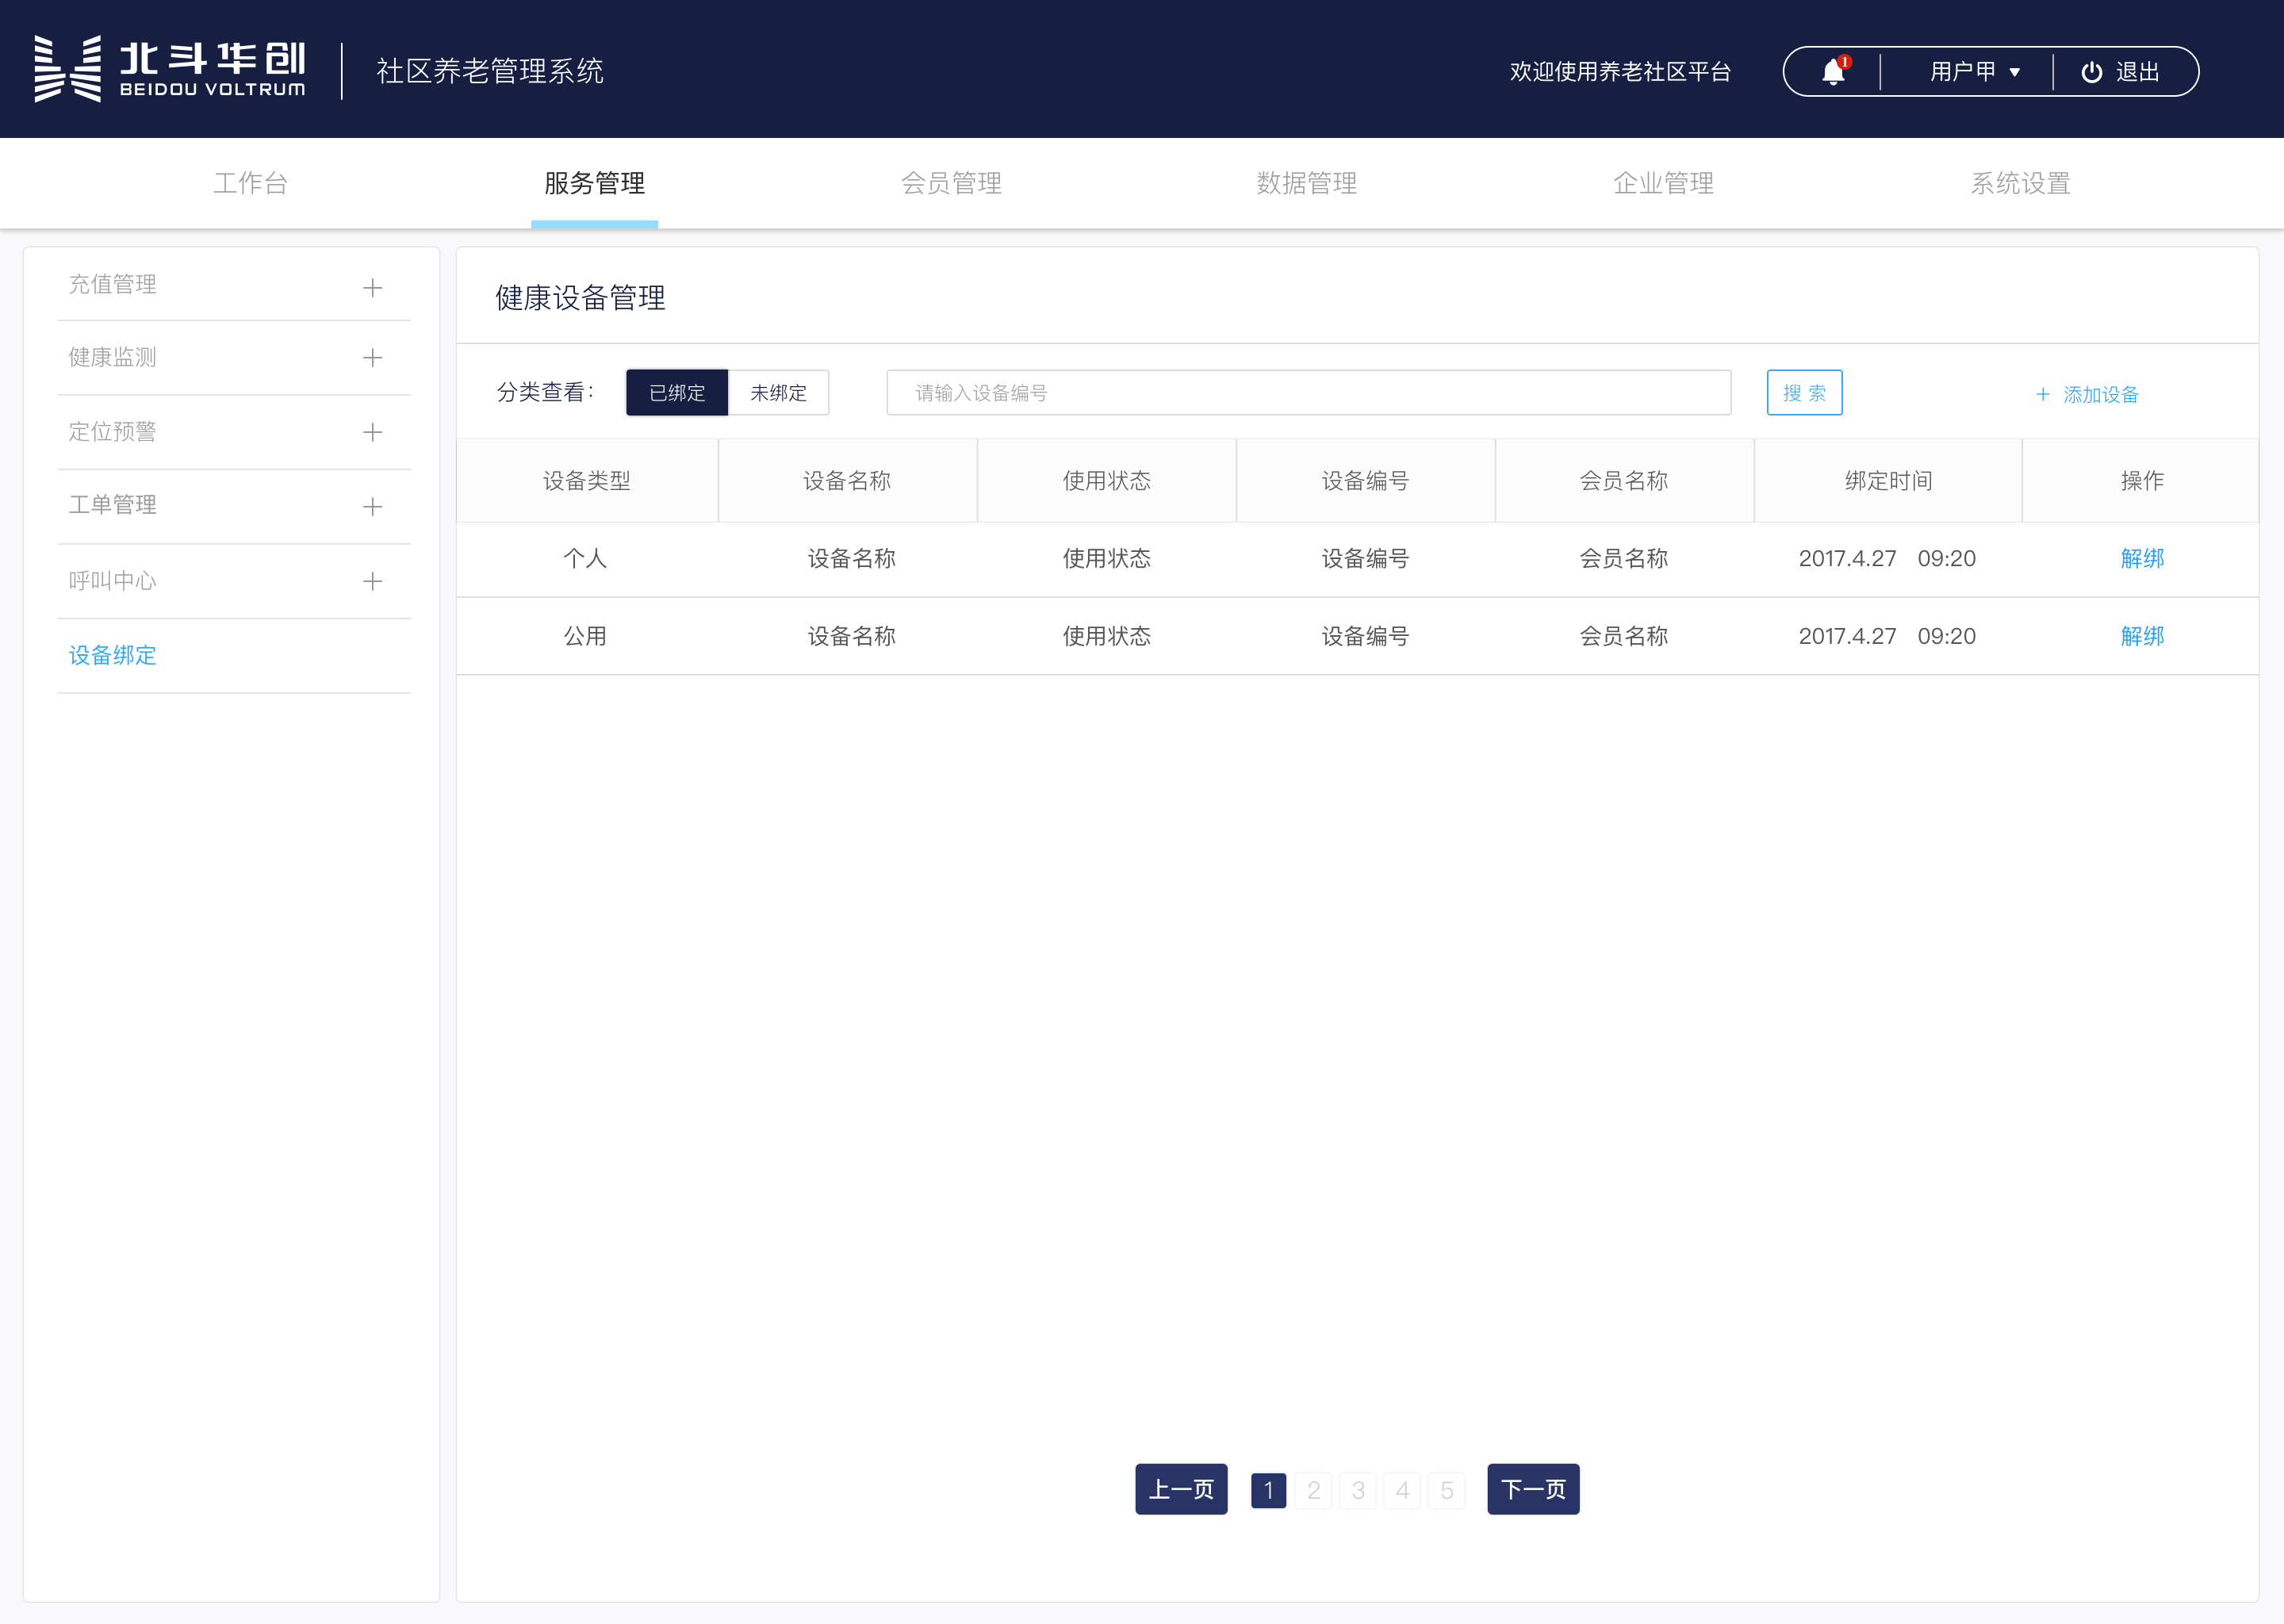 北斗华创
BEIDOU VOLTRUM
社区养老管理系统
欢迎使用养老社区平台
1
用户甲
退出
工作台 服务管理 会员管理 数据管理 企业管理 系统设置
充值管理
健康监测
定位预警
工单管理
呼叫中心
设备绑定
健康设备管理
分类查看： 已绑定 未绑定 请输入设备编号 搜 索 + 添加设备
设备类型 设备名称 使用状态 设备编号 会员名称 绑定时间 操作
个人 设备名称 使用状态 设备编号 会员名称 2017.4.27 09:20 解绑
公用 设备名称 使用状态 设备编号 会员名称 2017.4.27 09:20 解绑
上一页 1 2 3 4 5 下一页